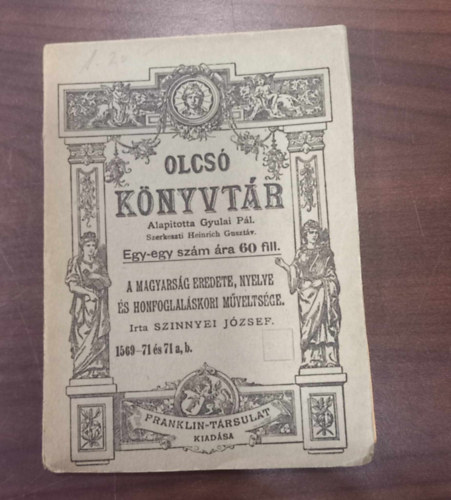 1.20
OLCSÓ
KÖNYVTÁR
Alapította Gyulai Pál.
Szerkeszti Heinrich Gusztáv.
Egy-egy szám ára 60 fill.
A MAGYARSÁG EREDETE, NYELVE
ÉS HONFOGLALÁSKORI MŰVELTSÉGE.
Irta SZINNYEI JÓZSEF.
1569–71 és 71 a, b.
FRANKLIN-TÁRSULAT
KIADÁSA